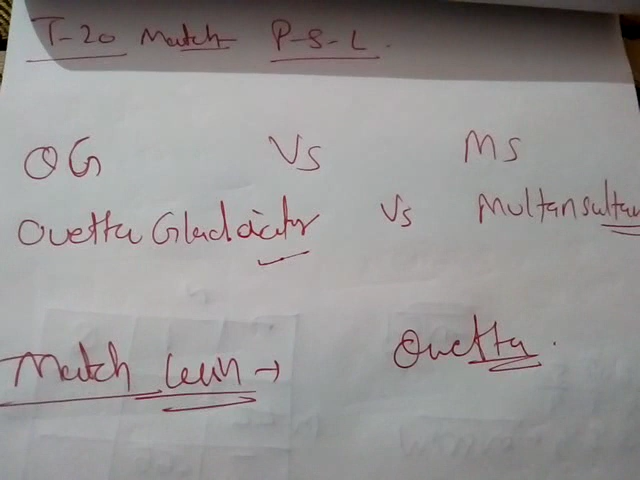 T-20 Match P-S-L.
QG Vs MS
Quetta Gladiator Vs Multansultan
Match win → Quetta.